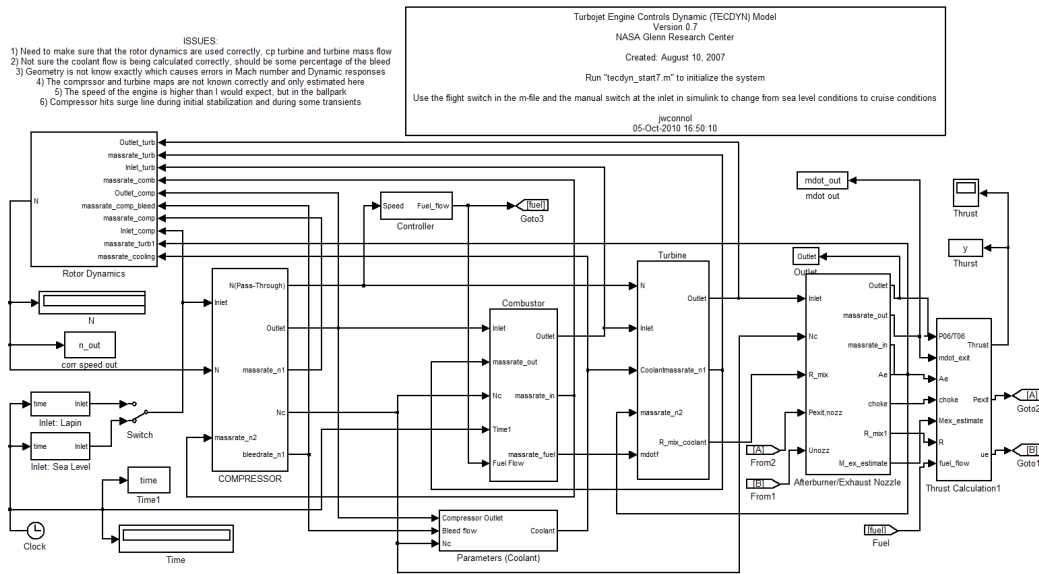 Turbojet Engine Controls Dynamic (TECDYN) Model
Version 0.7
NASA Glenn Research Center
Created: August 10, 2007
Run "tecdyn_start7.m" to initialize the system
Use the flight switch in the m-file and the manual switch at the inlet in simulink to change from sea level conditions to cruise conditions
jwconnol
05-Oct-2010 16:50:10
ISSUES:
1) Need to make sure that the rotor dynamics are used correctly, cp turbine and turbine mass flow
2) Not sure the coolant flow is being calculated correctly, should be some percentage of the bleed
3) Geometry is not know exactly which causes errors in Mach number and Dynamic responses
4) The comprssor and turbine maps are not known correctly and only estimated here
5) The speed of the engine is higher than I would expect, but in the ballpark
6) Compressor hits surge line during initial stabilization and during some transients
Outlet_turb
massrate_turb
Inlet_turb
massrate_comb
Outlet_comp
N
massrate_comp_bleed
massrate_comp
Inlet_comp
massrate_turb1
massrate_cooling
Rotor Dynamics
N
n_out
corr speed out
time
Inlet
Inlet: Lapin
time
Inlet
Inlet: Sea Level
Switch
time
Time1
Clock
Time
N(Pass-Through)
Inlet
Outlet
N
massrate_n1
Nc
massrate_n2
bleedrate_n1
COMPRESSOR
Speed
Fuel_flow
Controller
[fuel]
Goto3
Combustor
Inlet
Outlet
massrate_out
Nc
massrate_in
Time1
massrate_fuel
Fuel Flow
Compressor Outlet
Bleed flow
Coolant
Nc
Parameters (Coolant)
Turbine
N
Outlet
Inlet
Coolant
massrate_n1
massrate_n2
R_mix_coolant
mdotf
mdot_out
mdot out
Thrust
y
Thurst
Outlet
Outlet
Inlet
Outlet
massrate_out
Nc
massrate_in
R_mix
Ae
Pexit,nozz
choke
R_mix1
Unozz
M_ex_estimate
Afterburner/Exhaust Nozzle
[A]
From2
[B]
From1
P06/T06
Thrust
mdot_exit
Ae
Pexit
choke
Mex_estimate
R
ue
fuel_flow
Thrust Calculation1
[A]
Goto2
[B]
Goto1
[fuel]
Fuel